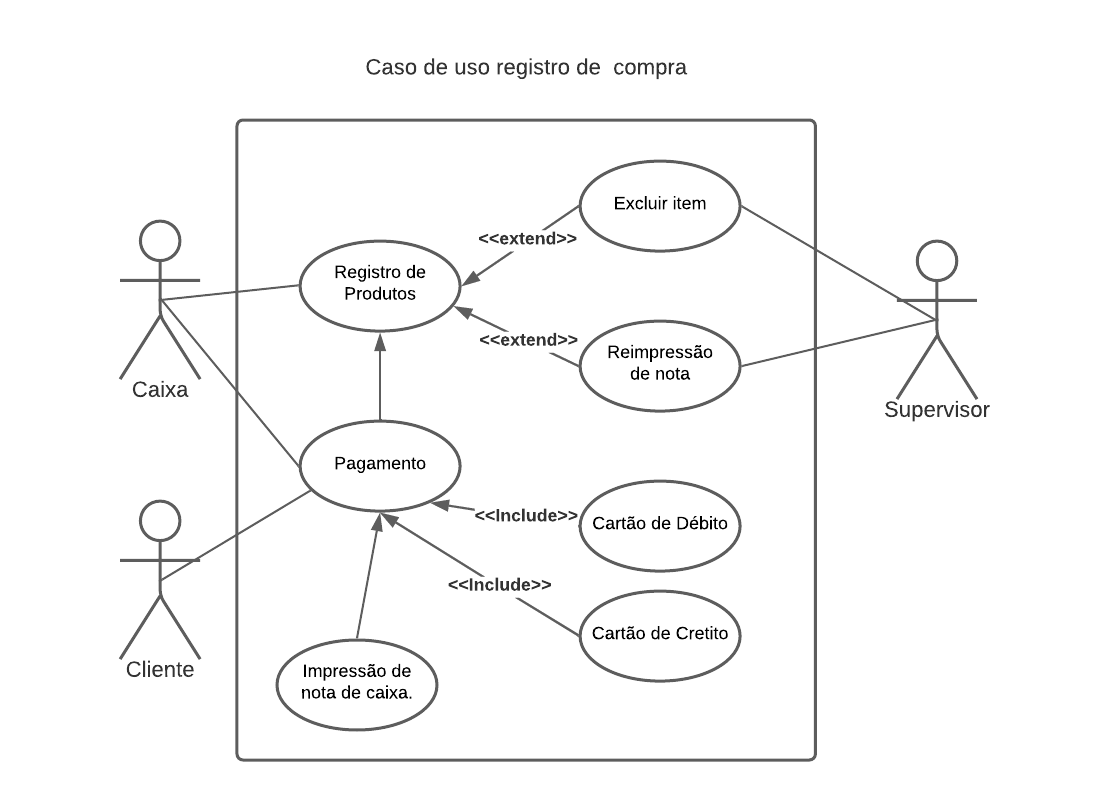 Caso de uso registro de  compra
Excluir item
<<extend>>
Registro de
Produtos
<<extend>>
Reimpressão
de nota
Caixa
Supervisor
Pagamento
<<Include>>
Cartão de Débito
<<Include>>
Cartão de Cretito
Cliente
Impressão de
nota de caixa.